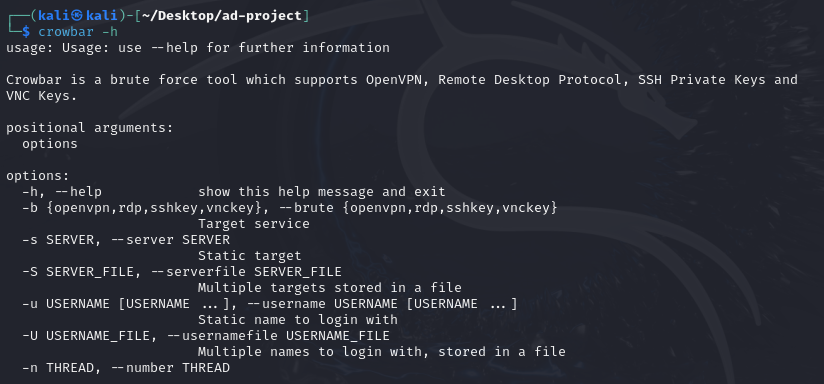 ┌──(kali㉿kali)-[~/Desktop/ad-project]
└─$ crowbar -h
usage: Usage: use --help for further information
Crowbar is a brute force tool which supports OpenVPN, Remote Desktop Protocol, SSH Private Keys and
VNC Keys.
positional arguments:
options
options:
-h, --help show this help message and exit
-b {openvpn,rdp,sshkey,vnckey}, --brute {openvpn,rdp,sshkey,vnckey}
Target service
-s SERVER, --server SERVER
Static target
-S SERVER_FILE, --serverfile SERVER_FILE
Multiple targets stored in a file
-u USERNAME [USERNAME ...], --username USERNAME [USERNAME ...]
Static name to login with
-U USERNAME_FILE, --usernamefile USERNAME_FILE
Multiple names to login with, stored in a file
-n THREAD, --number THREAD